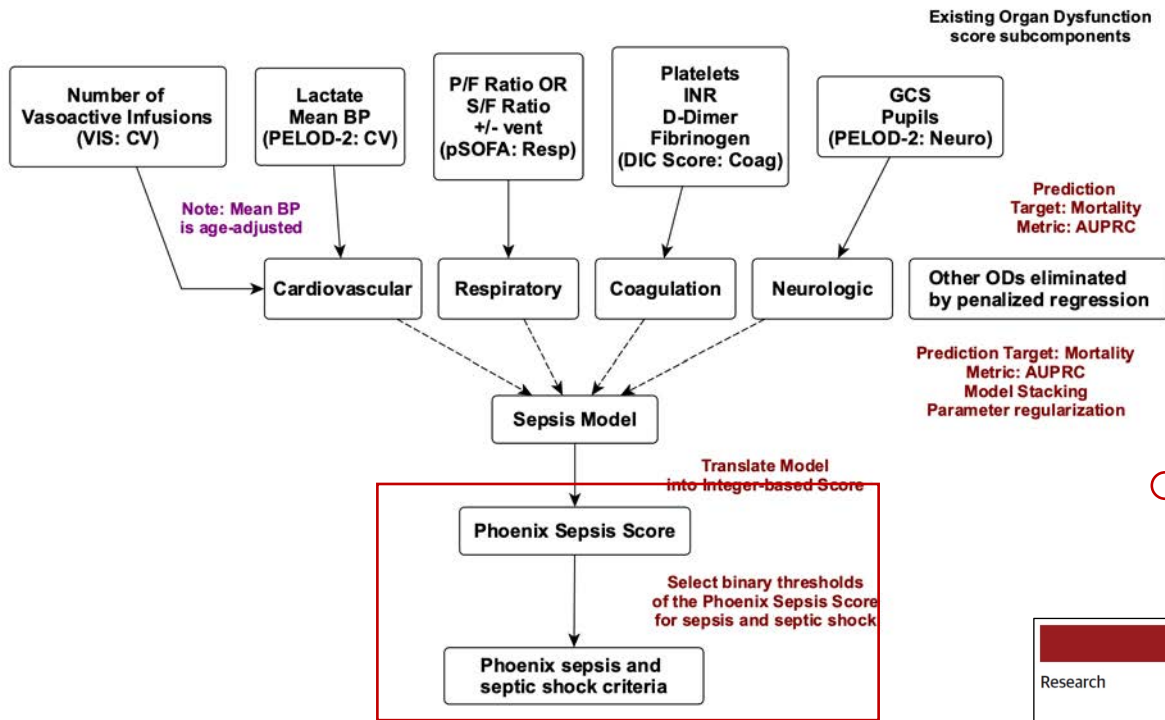 Existing Organ Dysfunction
score subcomponents
Number of
Vasoactive Infusions
(VIS: CV)
Lactate
Mean BP
(PELOD-2: CV)
P/F Ratio OR
S/F Ratio
+/- vent
(pSOFA: Resp)
Platelets
INR
D-Dimer
Fibrinogen
(DIC Score: Coag)
GCS
Pupils
(PELOD-2: Neuro)
Note: Mean BP
is age-adjusted
Prediction
Target: Mortality
Metric: AUPRC
Cardiovascular
Respiratory
Coagulation
Neurologic
Other ODs eliminated
by penalized regression
Prediction Target: Mortality
Metric: AUPRC
Model Stacking
Parameter regularization
Sepsis Model
Translate Model
into Integer-based Score
Phoenix Sepsis Score
Select binary thresholds
of the Phoenix Sepsis Score
for sepsis and septic shock
Phoenix sepsis and
septic shock criteria
Research